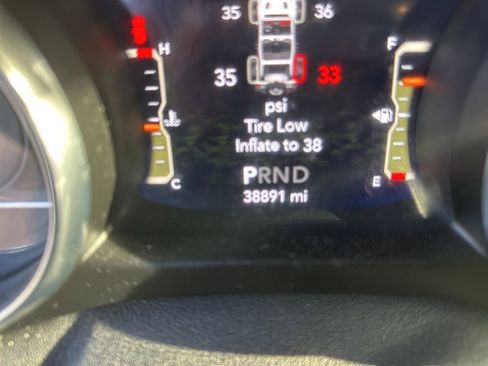 35 36
H F
35 33
psi
Tire Low
Inflate to 38
PRND
C E
38891 mi